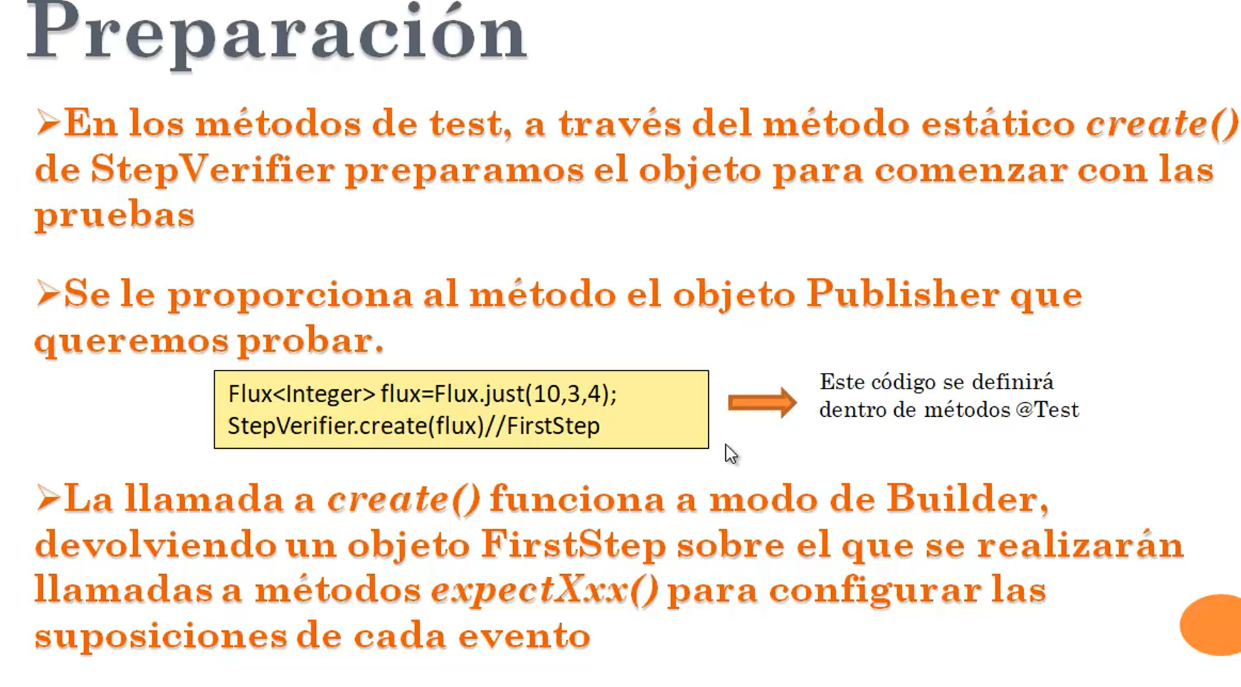 Preparación
En los métodos de test, a través del método estático create()
de StepVerifier preparamos el objeto para comenzar con las
pruebas
Se le proporciona al método el objeto Publisher que
queremos probar.
Flux<Integer> flux=Flux.just(10,3,4);
StepVerifier.create(flux)//FirstStep
Este código se definirá
dentro de métodos @Test
La llamada a create() funciona a modo de Builder,
devolviendo un objeto FirstStep sobre el que se realizarán
llamadas a métodos expectXxx() para configurar las
suposiciones de cada evento